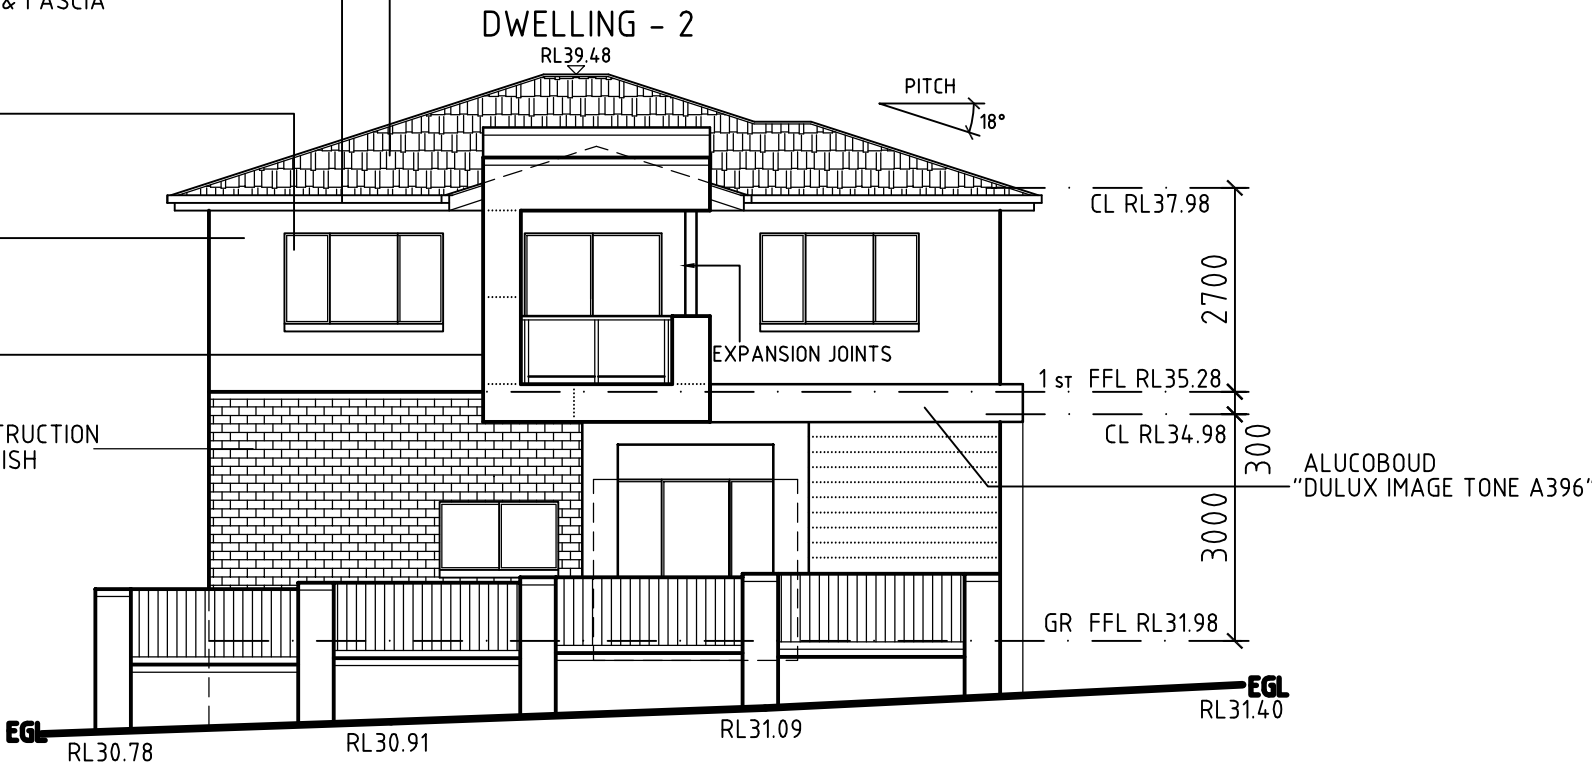 & FASCIA
DWELLING - 2
RL39.48
PITCH
18°
CL RL37.98
2700
EXPANSION JOINTS
1 ST FFL RL35.28
CL RL34.98
300
TRUCTION
ISH
ALUCOBOUD
"DULUX IMAGE TONE A396"
3000
GR FFL RL31.98
EGL
RL31.40
RL31.09
EGL
RL30.91
RL30.78